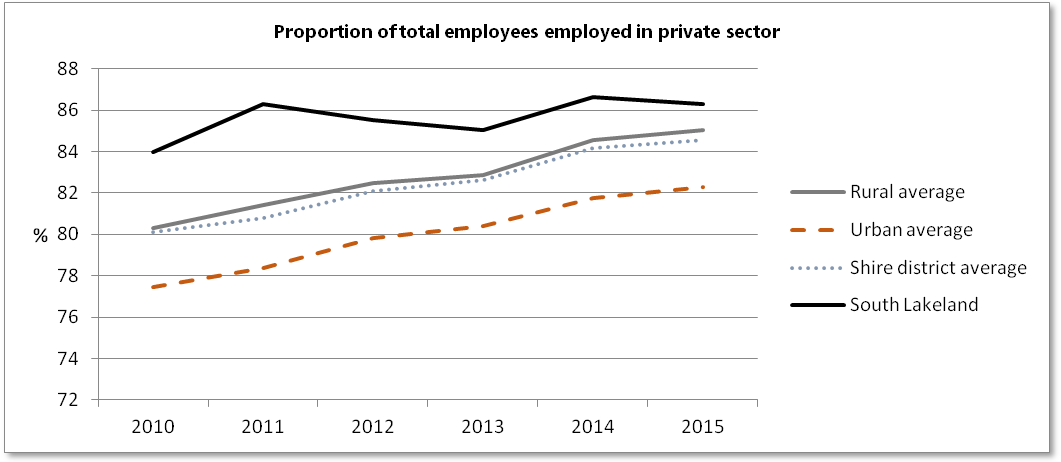 Proportion of total employees employed in private sector
88
86
84
82
80
78
76
74
72
%
2010 2011 2012 2013 2014 2015
Rural average
Urban average
Shire district average
South Lakeland